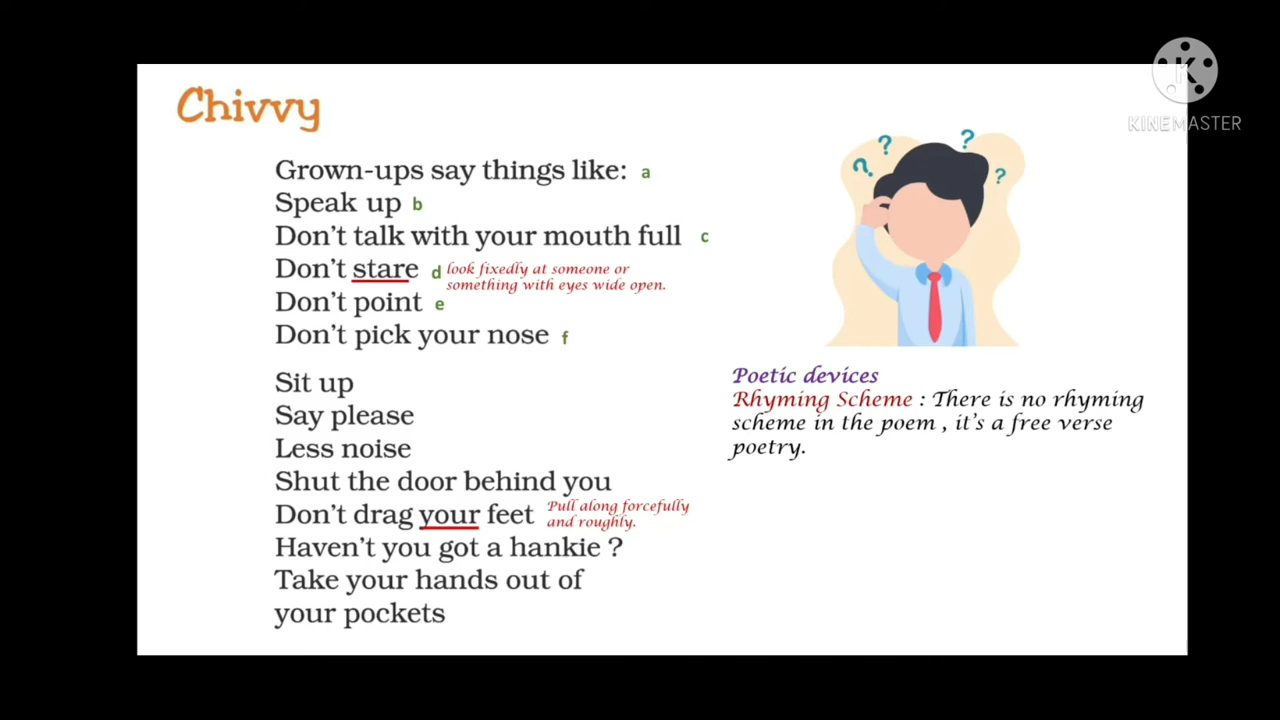 Chivvy
Grown-ups say things like: a
Speak up b
Don't talk with your mouth full c
Don't stare d look fixedly at someone or
something with eyes wide open.
Don't point e
Don't pick your nose f
Sit up
Say please
Less noise
Shut the door behind you
Don't drag your feet Pull along forcefully
and roughly.
Haven't you got a hankie ?
Take your hands out of
your pockets
? ? ? ?
Poetic devices
Rhyming Scheme : There is no rhyming
scheme in the poem , it's a free verse
poetry.
K
KINEMASTER